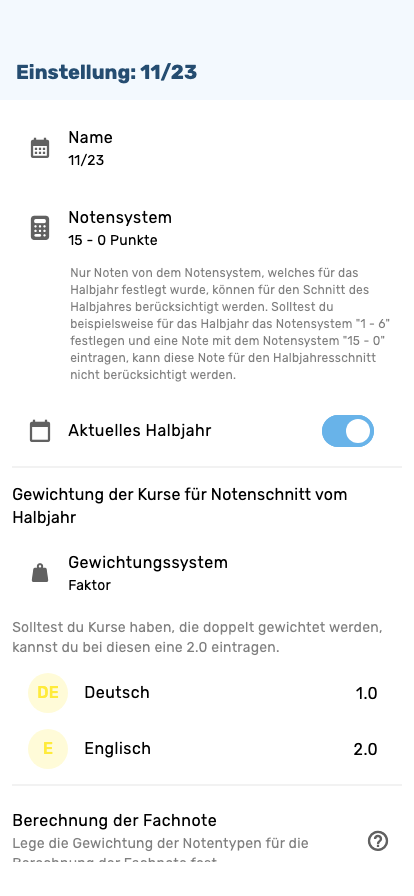 Einstellung: 11/23
Name
11/23
Notensystem
15 - 0 Punkte
Nur Noten von dem Notensystem, welches für das
Halbjahr festlegt wurde, können für den Schnitt des
Halbjahres berücksichtigt werden. Solltest du
beispielsweise für das Halbjahr das Notensystem "1 - 6"
festlegen und eine Note mit dem Notensystem "15 - 0"
eintragen, kann diese Note für den Halbjahresschnitt
nicht berücksichtigt werden.
Aktuelles Halbjahr
Gewichtung der Kurse für Notenschnitt vom
Halbjahr
Gewichtungssystem
Faktor
Solltest du Kurse haben, die doppelt gewichtet werden,
kannst du bei diesen eine 2.0 eintragen.
DE Deutsch 1.0
E Englisch 2.0
Berechnung der Fachnote
Lege die Gewichtung der Notentypen für die
Berechnung der Fachnote fest